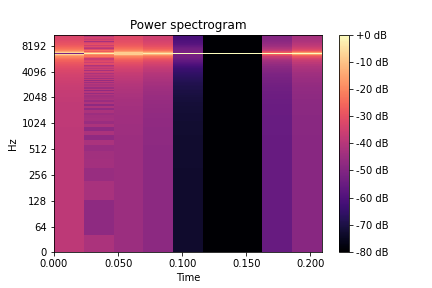 Power spectrogram
8192
4096
2048
1024
512
256
128
64
0
Hz
0.000 0.050 0.100 0.150 0.200
Time
+0 dB
-10 dB
-20 dB
-30 dB
-40 dB
-50 dB
-60 dB
-70 dB
-80 dB